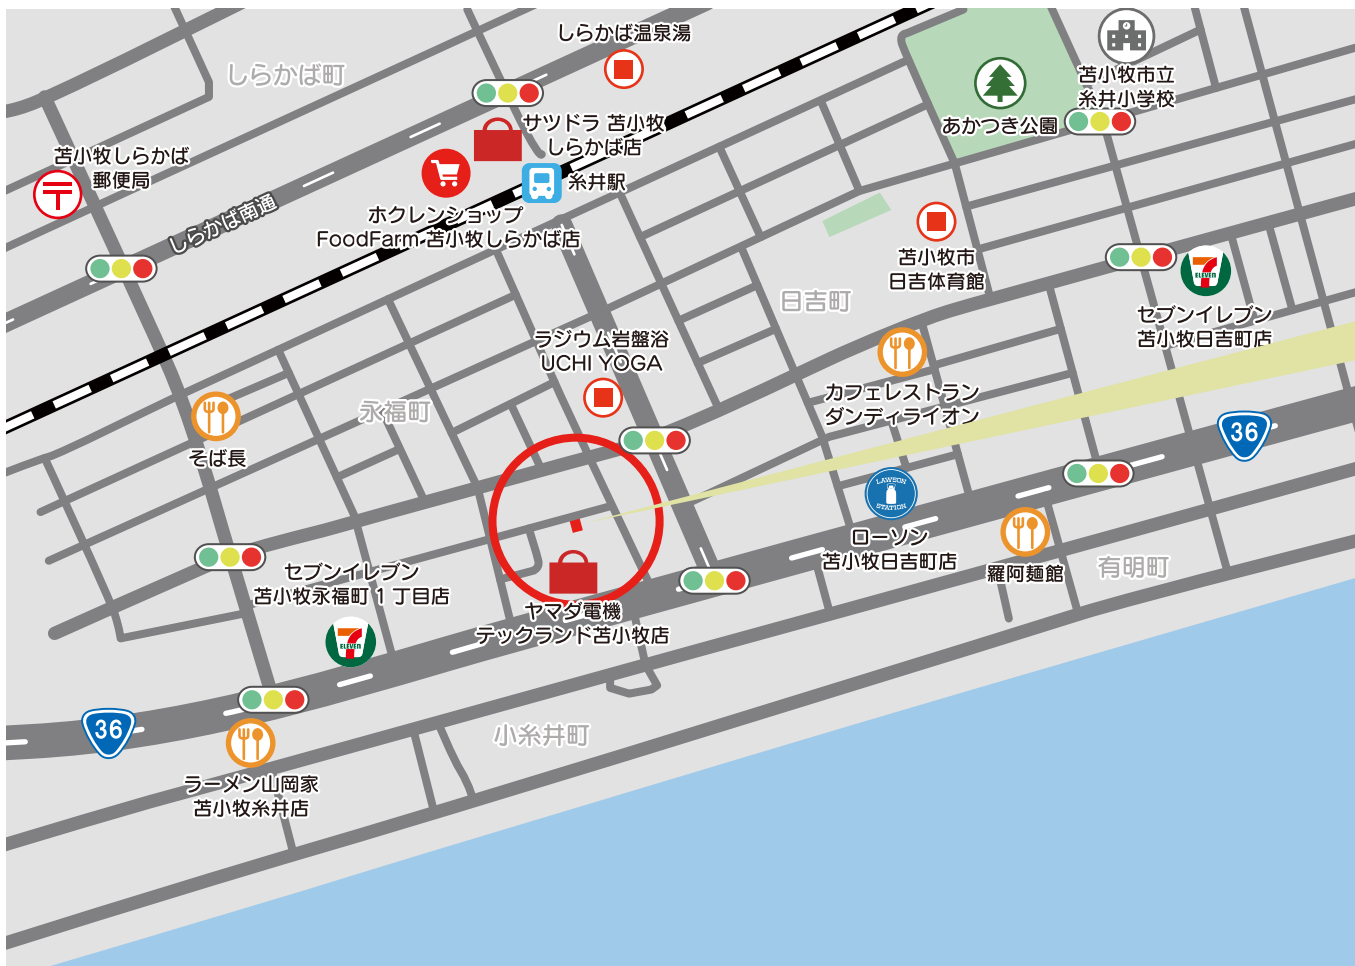 しらかば温泉湯
しらかば町
苫小牧市立
糸井小学校
サツドラ 苫小牧
しらかば店
あかつき公園
苫小牧しらかば
郵便局
糸井駅
ホクレンショップ
FoodFarm 苫小牧しらかば店
しらかば南通
苫小牧市
日吉体育館
7
ELEVEN
セブンイレブン
苫小牧日吉町店
日吉町
ラジウム岩盤浴
UCHI YOGA
カフェレストラン
ダンディライオン
永福町
36
そば長
LAWSON
STATION
ローソン
苫小牧日吉町店
羅阿麺館
有明町
セブンイレブン
苫小牧永福町1丁目店
7
ELEVEN
ヤマダ電機
テックランド苫小牧店
36
小糸井町
ラーメン山岡家
苫小牧糸井店